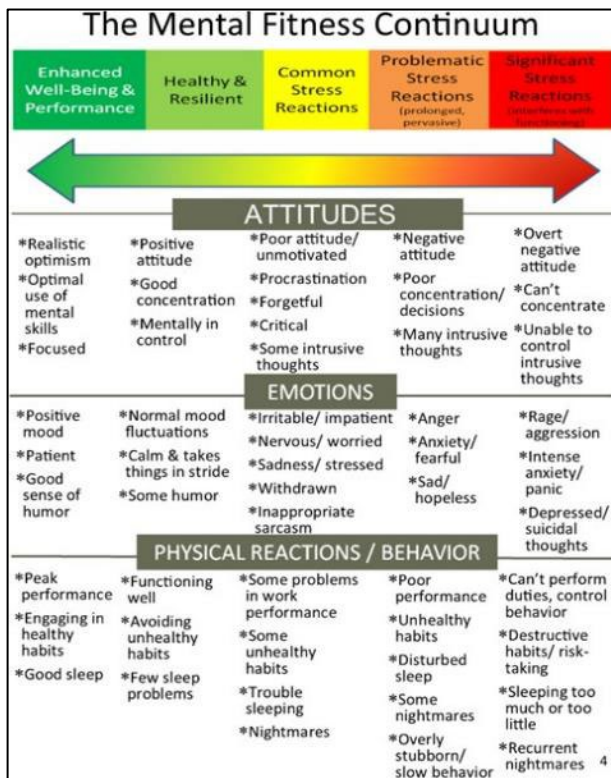 The Mental Fitness Continuum
Enhanced
Well-Being &
Performance
Healthy &
Resilient
Common
Stress
Reactions
Problematic
Stress
Reactions
(prolonged,
pervasive)
Significant
Stress
Reactions
(interferes with
functioning)
ATTITUDES
*Realistic
optimism
*Optimal
use of
mental
skills
*Focused
*Positive
attitude
*Good
concentration
*Mentally in
control
*Poor attitude/
unmotivated
*Procrastination
*Forgetful
*Critical
*Some intrusive
thoughts
*Negative
attitude
*Poor
concentration/
decisions
*Many intrusive
thoughts
*Overt
negative
attitude
*Can't
concentrate
*Unable to
control
intrusive
thoughts
EMOTIONS
*Positive
mood
*Patient
*Good
sense of
humor
*Normal mood
fluctuations
*Calm & takes
things in stride
*Some humor
*Irritable/ impatient
*Nervous/ worried
*Sadness/ stressed
*Withdrawn
*Inappropriate
sarcasm
*Anger
*Anxiety/
fearful
*Sad/
hopeless
*Rage/
aggression
*Intense
anxiety/
panic
*Depressed/
suicidal
thoughts
PHYSICAL REACTIONS / BEHAVIOR
*Peak
performance
*Engaging in
healthy
habits
*Good sleep
*Functioning
well
*Avoiding
unhealthy
habits
*Few sleep
problems
*Some problems
in work
performance
*Some
unhealthy
habits
*Trouble
sleeping
*Nightmares
*Poor
performance
*Unhealthy
habits
*Disturbed
sleep
*Some
nightmares
*Overly
stubborn/
slow behavior
*Can't perform
duties, control
behavior
*Destructive
habits/ risk-
taking
*Sleeping too
much or too
little
*Recurrent
nightmares
4